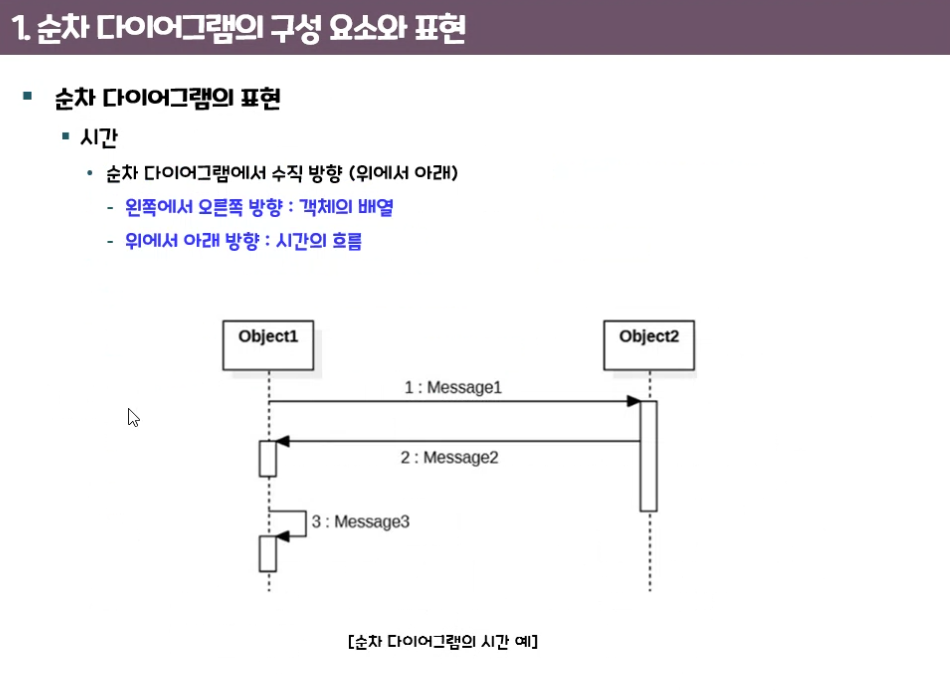 1. 순차 다이어그램의 구성 요소와 표현
▪ 순차 다이어그램의 표현
▪ 시간
• 순차 다이어그램에서 수직 방향 (위에서 아래)
- 왼쪽에서 오른쪽 방향 : 객체의 배열
- 위에서 아래 방향 : 시간의 흐름
Object1 Object2
1 : Message1
2 : Message2
3 : Message3
[순차 다이어그램의 시간 예]